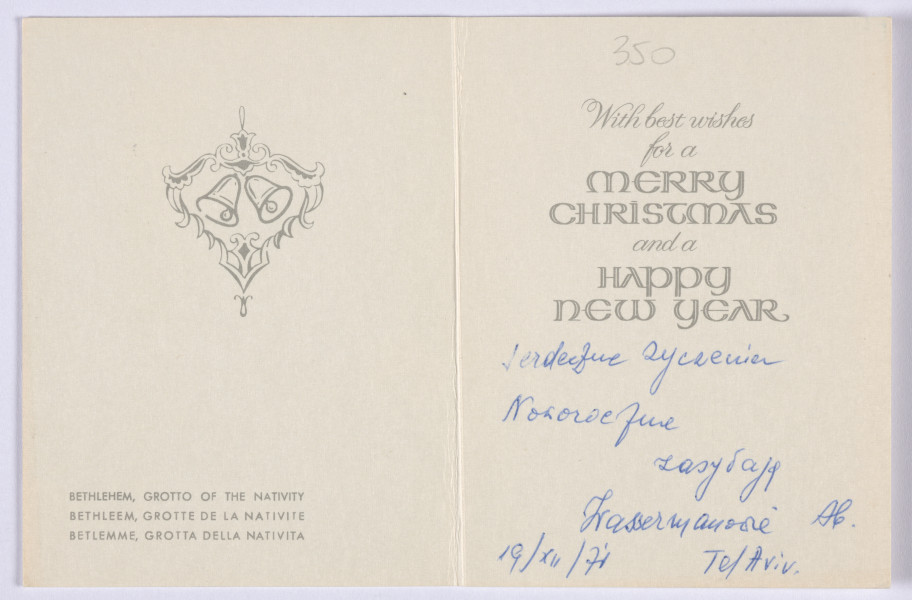 BETHLEHEM, GROTTO OF THE NATIVITY
BETHLEEM, GROTTE DE LA NATIVITE
BETLEMME, GROTTA DELLA NATIVITA
350
With best wishes
for a
MERRY
CHRISTMAS
and a
HAPPY
NEW YEAR
Serdeczne życzenia
Noworoczne
zasyłają
Wassermanowie Ab.
19/XII/71 Tel Aviv.